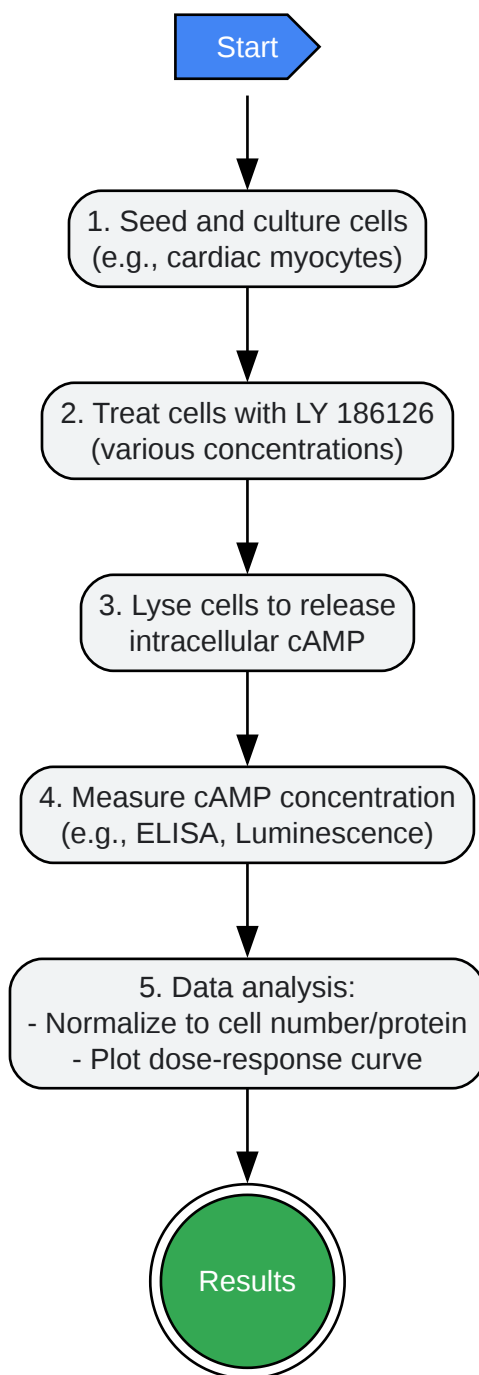 Start
1. Seed and culture cells
(e.g., cardiac myocytes)
2. Treat cells with LY 186126
(various concentrations)
3. Lyse cells to release
intracellular cAMP
4. Measure cAMP concentration
(e.g., ELISA, Luminescence)
5. Data analysis:
- Normalize to cell number/protein
- Plot dose-response curve
Results